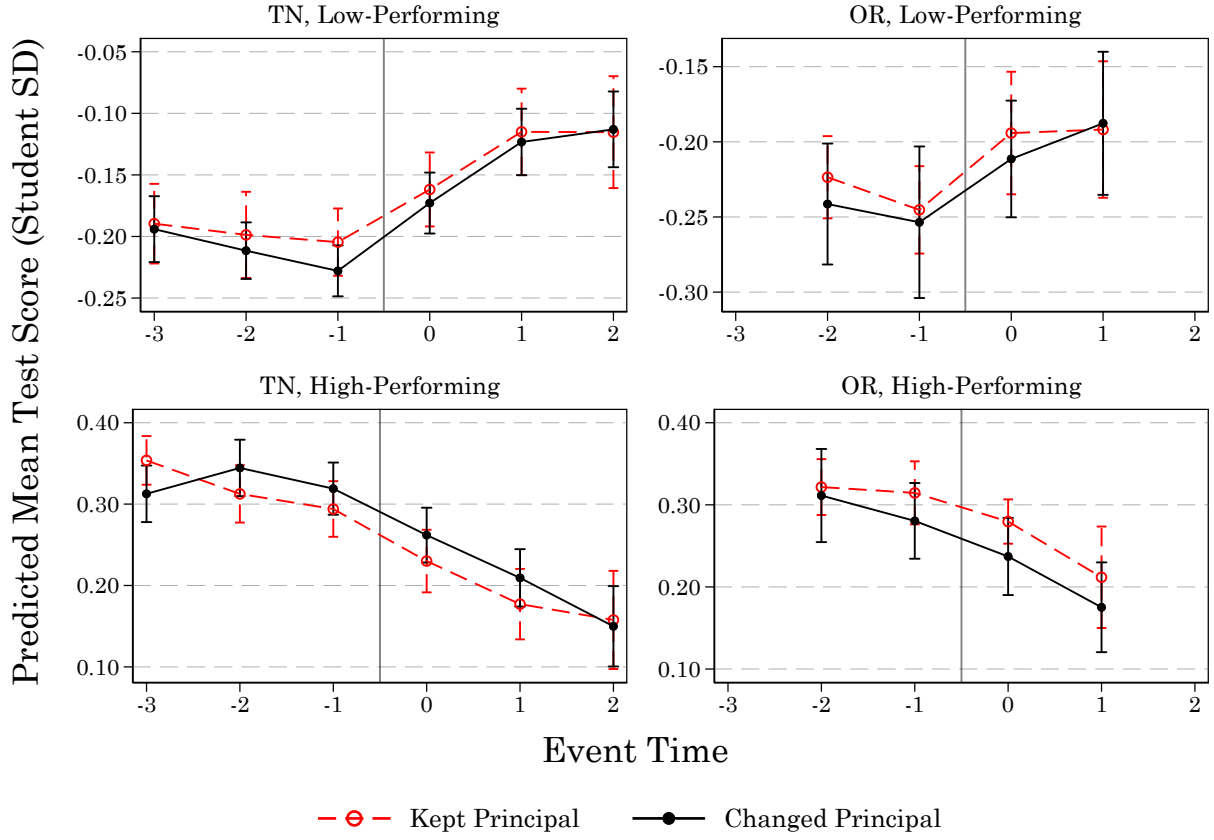 Predicted Mean Test Score (Student SD)
TN, Low-Performing
-0.05
-0.10
-0.15
-0.20
-0.25
-3 -2 -1 0 1 2
OR, Low-Performing
-0.15
-0.20
-0.25
-0.30
-3 -2 -1 0 1 2
TN, High-Performing
0.40
0.30
0.20
0.10
-3 -2 -1 0 1 2
OR, High-Performing
0.40
0.30
0.20
0.10
-3 -2 -1 0 1 2
Event Time
Kept Principal Changed Principal